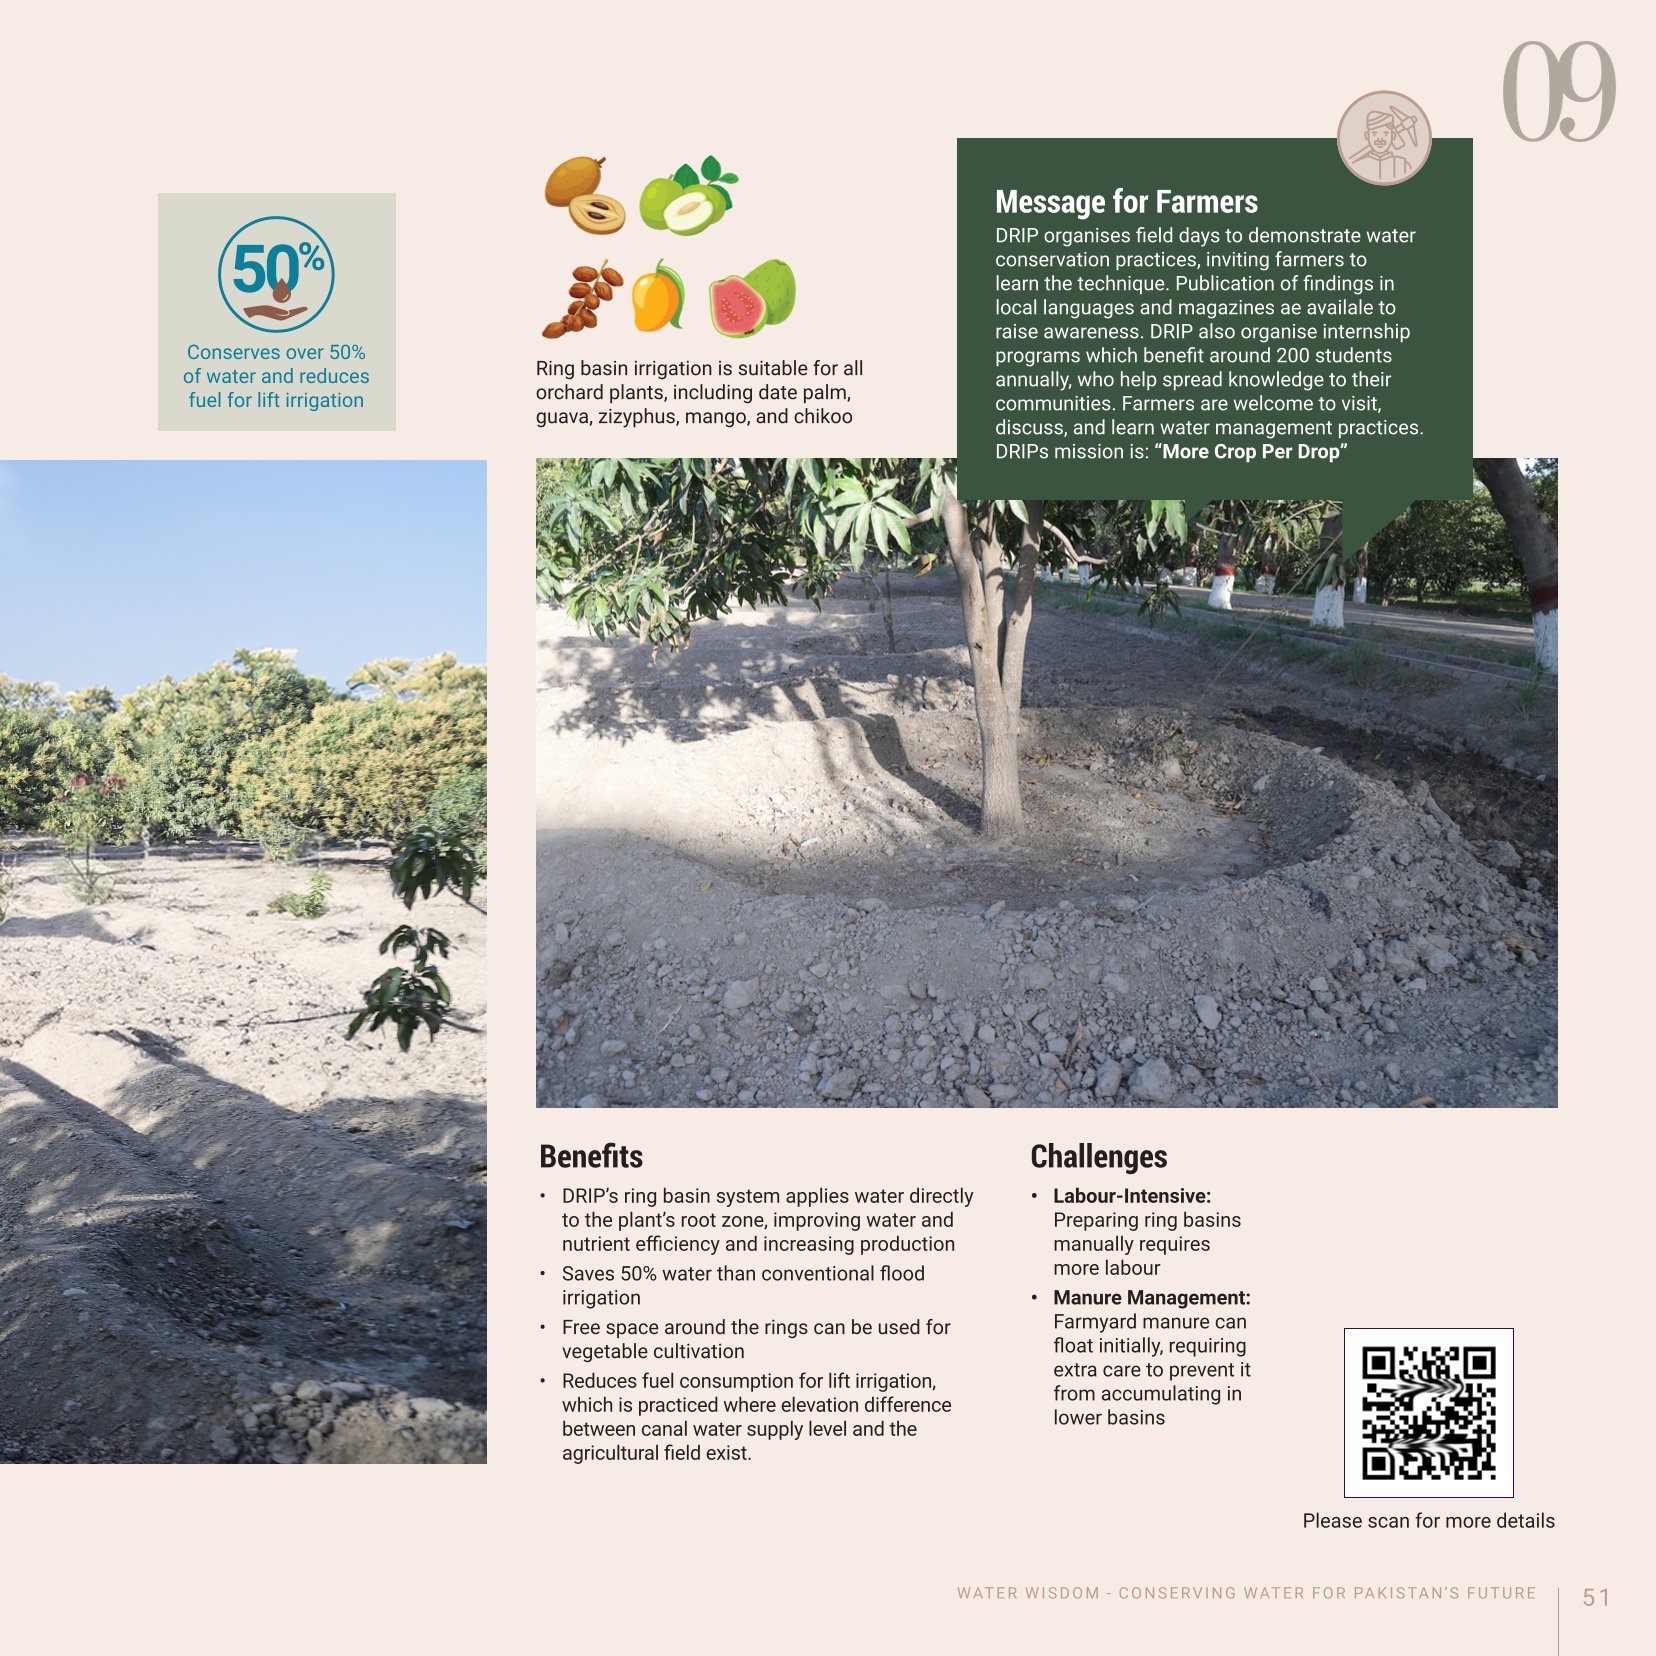 09
50%
Conserves over 50%
of water and reduces
fuel for lift irrigation
Ring basin irrigation is suitable for all
orchard plants, including date palm,
guava, zizyphus, mango, and chikoo
Message for Farmers
DRIP organises field days to demonstrate water
conservation practices, inviting farmers to
learn the technique. Publication of findings in
local languages and magazines ae availale to
raise awareness. DRIP also organise internship
programs which benefit around 200 students
annually, who help spread knowledge to their
communities. Farmers are welcome to visit,
discuss, and learn water management practices.
DRIPs mission is: “More Crop Per Drop”
Benefits
• DRIP’s ring basin system applies water directly
to the plant’s root zone, improving water and
nutrient efficiency and increasing production
• Saves 50% water than conventional flood
irrigation
• Free space around the rings can be used for
vegetable cultivation
• Reduces fuel consumption for lift irrigation,
which is practiced where elevation difference
between canal water supply level and the
agricultural field exist.
Challenges
• Labour-Intensive:
Preparing ring basins
manually requires
more labour
• Manure Management:
Farmyard manure can
float initially, requiring
extra care to prevent it
from accumulating in
lower basins
Please scan for more details
WATER WISDOM - CONSERVING WATER FOR PAKISTAN’S FUTURE
51